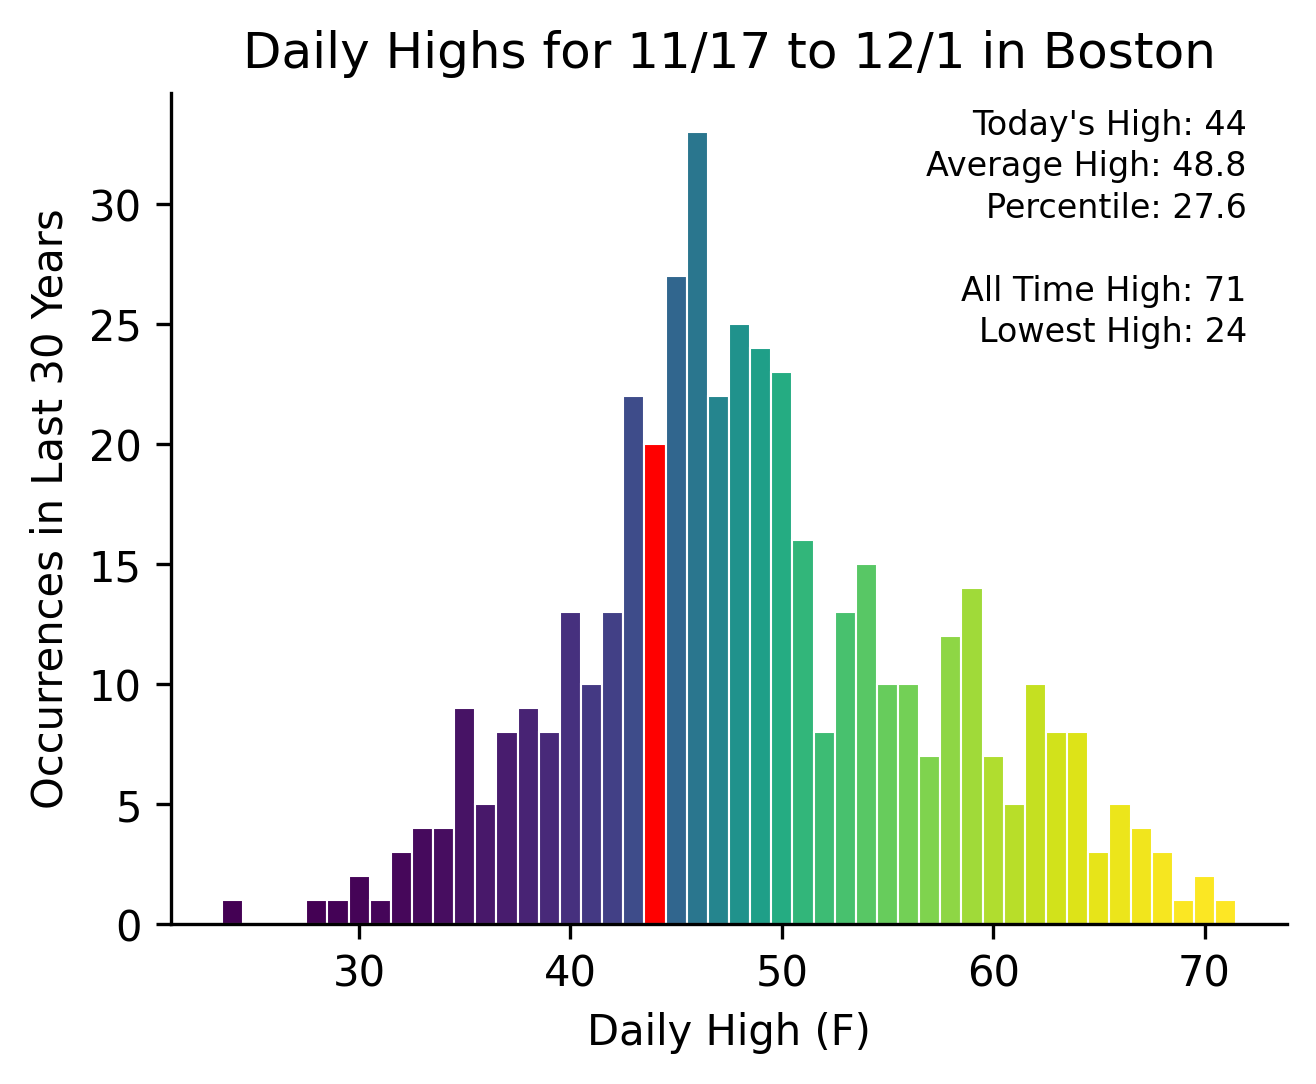 Daily Highs for 11/17 to 12/1 in Boston
Today's High: 44
Average High: 48.8
Percentile: 27.6
All Time High: 71
Lowest High: 24
Occurrences in Last 30 Years
30
25
20
15
10
5
0
30 40 50 60 70
Daily High (F)